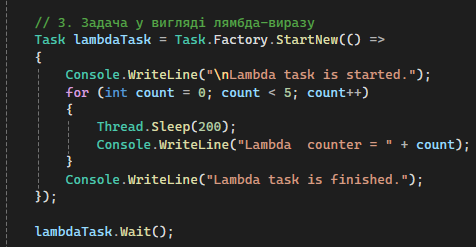 // 3. Задача у вигляді лямбда-виразу
Task lambdaTask = Task.Factory.StartNew(() =>
{
    Console.WriteLine("\nLambda task is started.");
    for (int count = 0; count < 5; count++)
    {
        Thread.Sleep(200);
        Console.WriteLine("Lambda  counter = " + count);
    }
    Console.WriteLine("Lambda task is finished.");
});
lambdaTask.Wait();